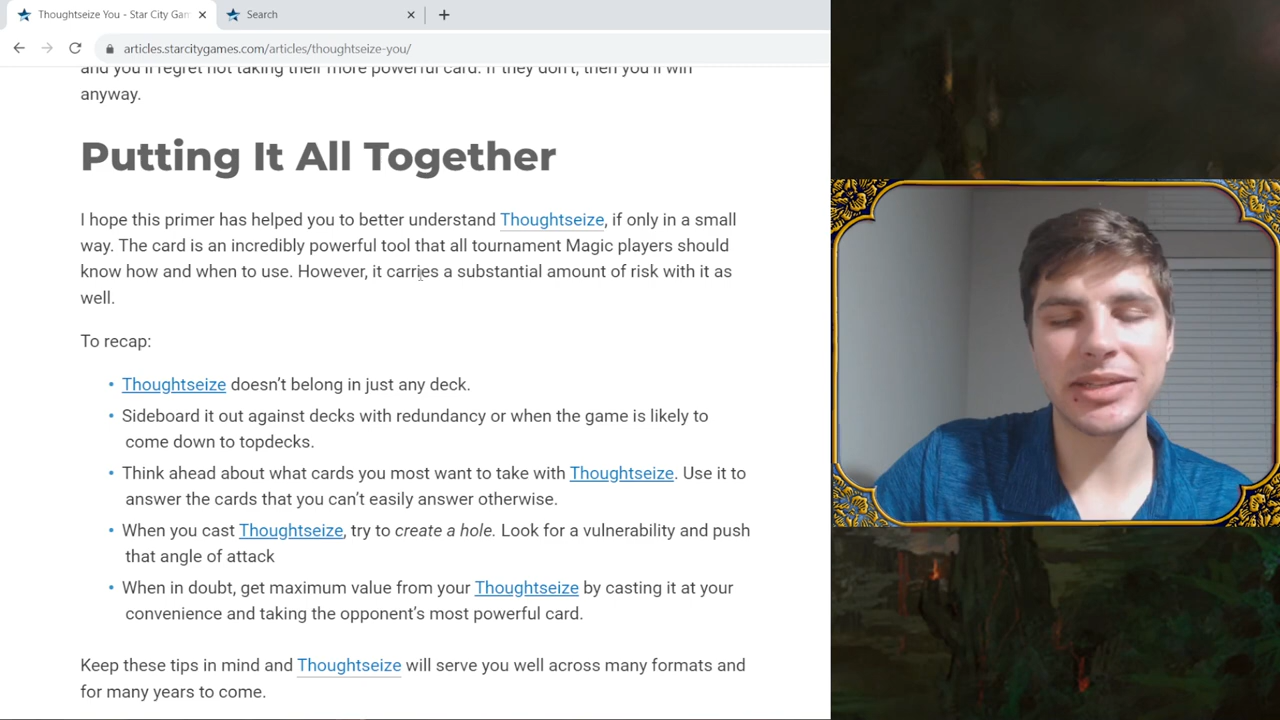 Thoughtseize You - Star City Gam
Search
articles.starcitygames.com/articles/thoughtseize-you/
and you'll regret not taking their more powerful card. If they don't, then you'll win
anyway.
Putting It All Together
I hope this primer has helped you to better understand Thoughtseize, if only in a small
way. The card is an incredibly powerful tool that all tournament Magic players should
know how and when to use. However, it carries a substantial amount of risk with it as
well.
To recap:
• Thoughtseize doesn't belong in just any deck.
• Sideboard it out against decks with redundancy or when the game is likely to
come down to topdecks.
• Think ahead about what cards you most want to take with Thoughtseize. Use it to
answer the cards that you can't easily answer otherwise.
• When you cast Thoughtseize, try to create a hole. Look for a vulnerability and push
that angle of attack
• When in doubt, get maximum value from your Thoughtseize by casting it at your
convenience and taking the opponent's most powerful card.
Keep these tips in mind and Thoughtseize will serve you well across many formats and
for many years to come.